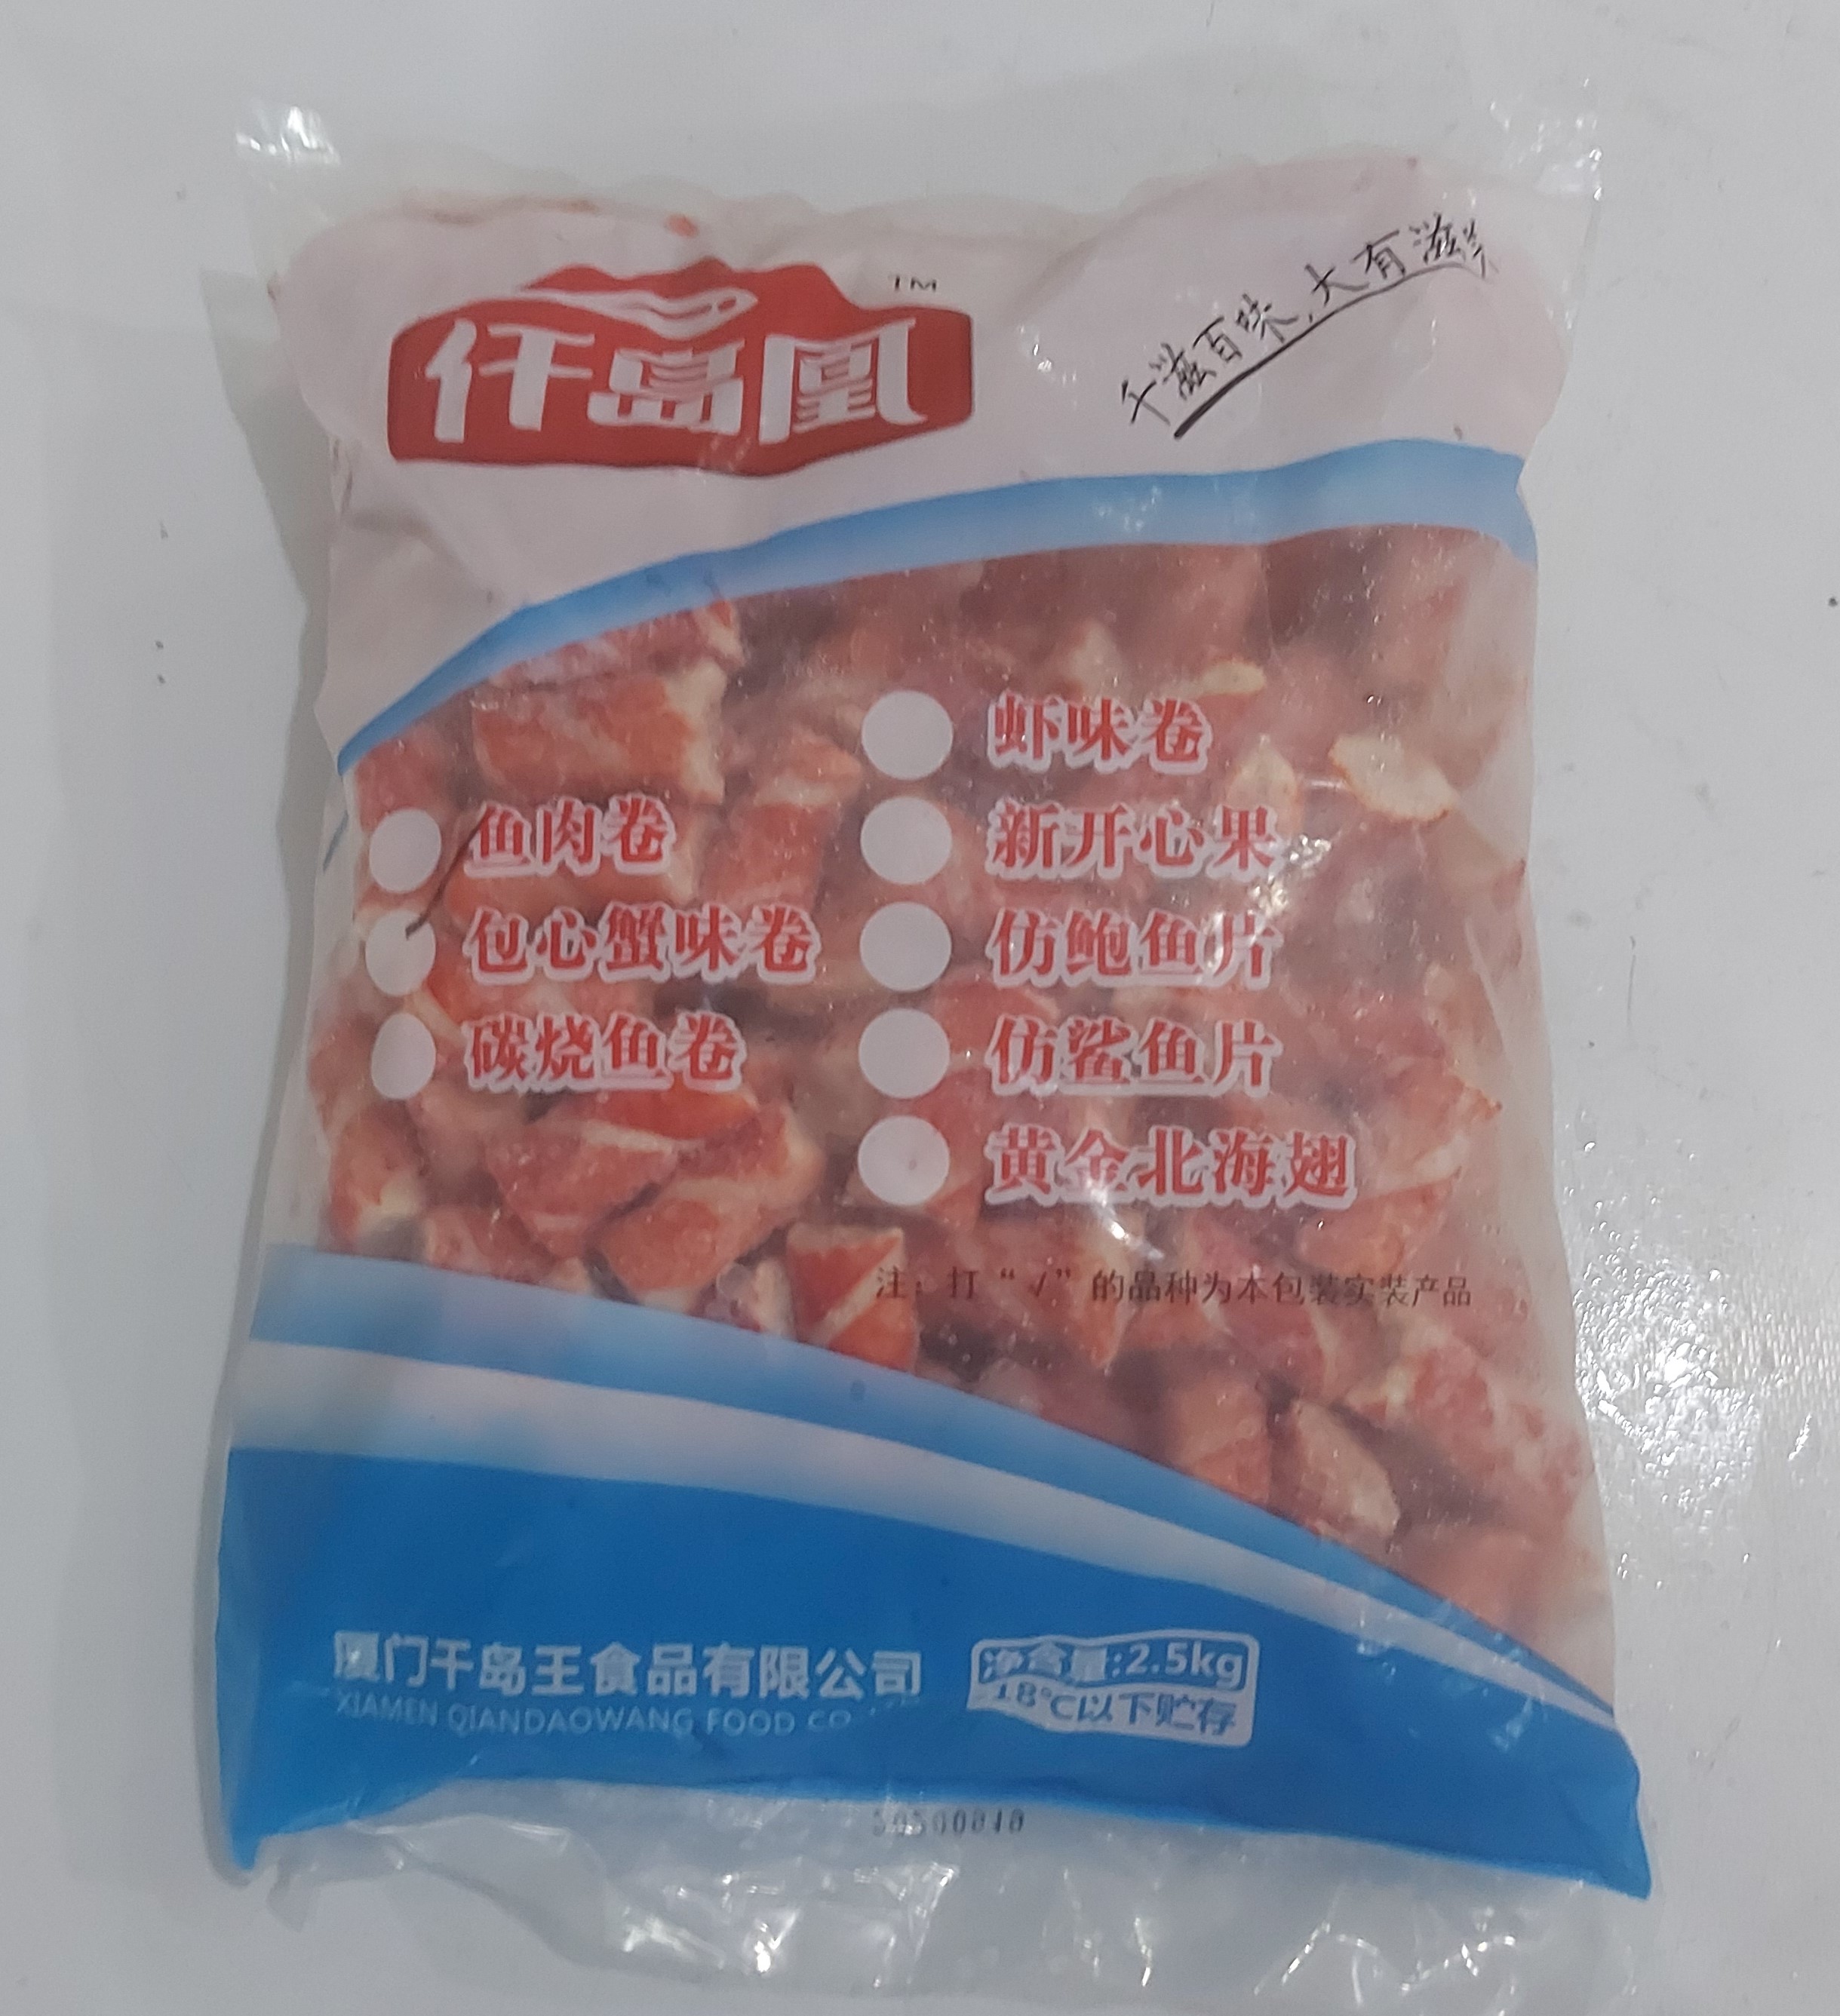 仟島凰
TM
千滋百味,大有滋味
虾味卷
鱼肉卷
新开心果
包心蟹味卷
仿鲍鱼片
碳烧鱼卷
仿鲨鱼片
黄金北海翅
注：打“√”的品种为本包装实装产品
厦门千岛王食品有限公司
XIAMEN QIANDAOWANG FOOD CO
净含量:2.5kg
18℃以下贮存